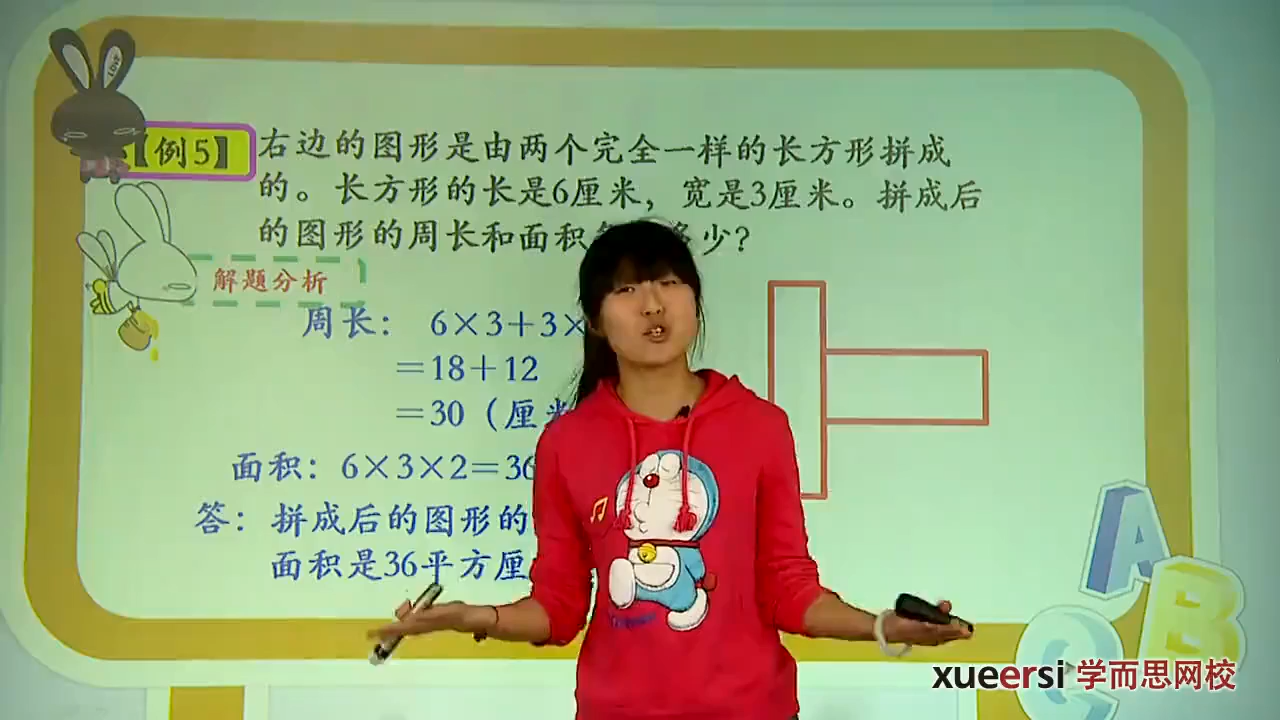 【例5】
右边的图形是由两个完全一样的长方形拼成
的。长方形的长是6厘米，宽是3厘米。拼成后
的图形的周长和面积 多少？
解题分析
周长： 6×3+3×
=18+12
=30（厘米
面积：6×3×2=36
答：拼成后的图形的
面积是36平方厘
LOVE
A
B
C
xueersi 学而思网校